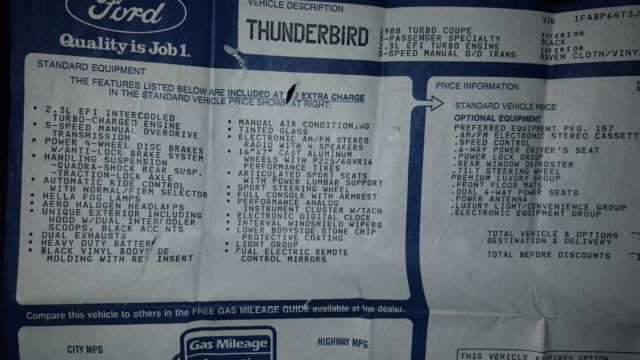 Ford
Quality is Job 1.
VEHICLE DESCRIPTION
THUNDERBIRD
1988 TURBO COUPE
5-PASSENGER SPECIALTY
2.3L EFI TURBO ENGINE
5-SPEED MANUAL O/D TRANS
VIN 1FABP64T3J
EXTERIOR
BLACK
INTERIOR
RAVEN CLOTH/VINY
STANDARD EQUIPMENT
THE FEATURES LISTED BELOW ARE INCLUDED AT NO EXTRA CHARGE
IN THE STANDARD VEHICLE PRICE SHOWN AT RIGHT:
• 2.3L EFI INTERCOOLED
TURBO-CHARGED ENGINE
• 5-SPEED MANUAL OVERDRIVE
TRANSMISSION
• POWER 4-WHEEL DISC BRAKES
W/ANTI-LOCK BRAKE SYSTEM
• HANDLING SUSPENSION
-QUADRA-SHOCK REAR SUSP.
-TRACTION-LOCK AXLE
• AUTOMATIC RIDE CONTROL
WITH NORMAL/FIRM SELECTOR
• HELLA FOG LAMPS
• AERO HALOGEN HEADLAMPS
• UNIQUE EXTERIOR INCLUDING
HOOD W/DUAL INTERCOOLER
SCOOPS, BLACK ACCENTS
• DUAL EXHAUSTS
• HEAVY DUTY BATTERY
• BLACK VINYL BODYSIDE
MOLDING WITH RED INSERT
• MANUAL AIR CONDITIONING
• TINTED GLASS
• ELECTRONIC AM/FM STEREO
RADIO WITH 4 SPEAKERS
• 16"X7" CAST ALUMINUM
WHEELS WITH P225/60VR16
PERFORMANCE TIRES
• ARTICULATED SPORT SEATS
WITH POWER LUMBAR SUPPORT
• SPORT STEERING WHEEL
• FULL CONSOLE WITH ARMREST
• PERFORMANCE ANALOG
INSTRUMENT CLUSTER W/TACH
• ELECTRONIC DIGITAL CLOCK
• INTERVAL WINDSHIELD WIPERS
• LOWER BODYSIDE STONE CHIP
PROTECTIVE COATING
• LIGHT GROUP
• DUAL ELECTRIC REMOTE
CONTROL MIRRORS
PRICE INFORMATION
STANDARD VEHICLE PRICE
OPTIONAL EQUIPMENT
PREFERRED EQUIPMENT PKG. 157
.AM/FM ELECTRONIC STEREO CASSETT
.SPEED CONTROL
.6-WAY POWER DRIVER'S SEAT
.POWER LOCK GROUP
.REAR WINDOW DEFROSTER
.TILT STEERING WHEEL
PREMIUM LUXURY GROUP
.FRONT FLOOR MATS
.DUAL 6-WAY POWER SEATS
.POWER ANTENNA
.LUXURY LIGHT/CONVENIENCE GROUP
.ELECTRONIC EQUIPMENT GROUP
TOTAL VEHICLE & OPTIONS
DESTINATION & DELIVERY
TOTAL BEFORE DISCOUNTS
Compare this vehicle to others in the FREE GAS MILEAGE GUIDE available at the dealer.
CITY MPG
Gas Mileage
HIGHWAY MPG
THIS VEHICLE FEATURES